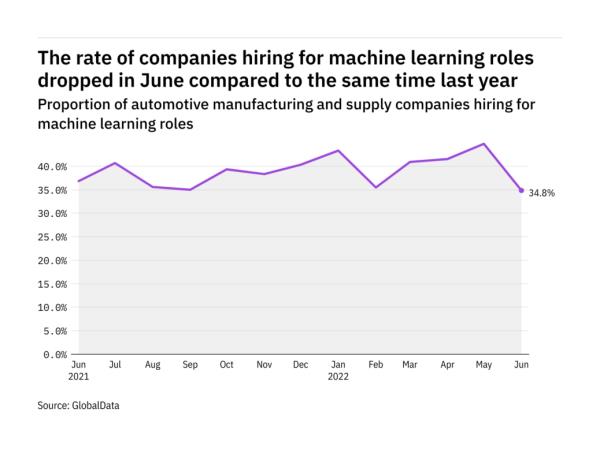 The rate of companies hiring for machine learning roles
dropped in June compared to the same time last year
Proportion of automotive manufacturing and supply companies hiring for
machine learning roles
40.0%
35.0%
30.0%
25.0%
20.0%
15.0%
10.0%
5.0%
0.0%
34.8%
Jun Jul Aug Sep Oct Nov Dec Jan Feb Mar Apr May Jun
2021 2022
Source: GlobalData